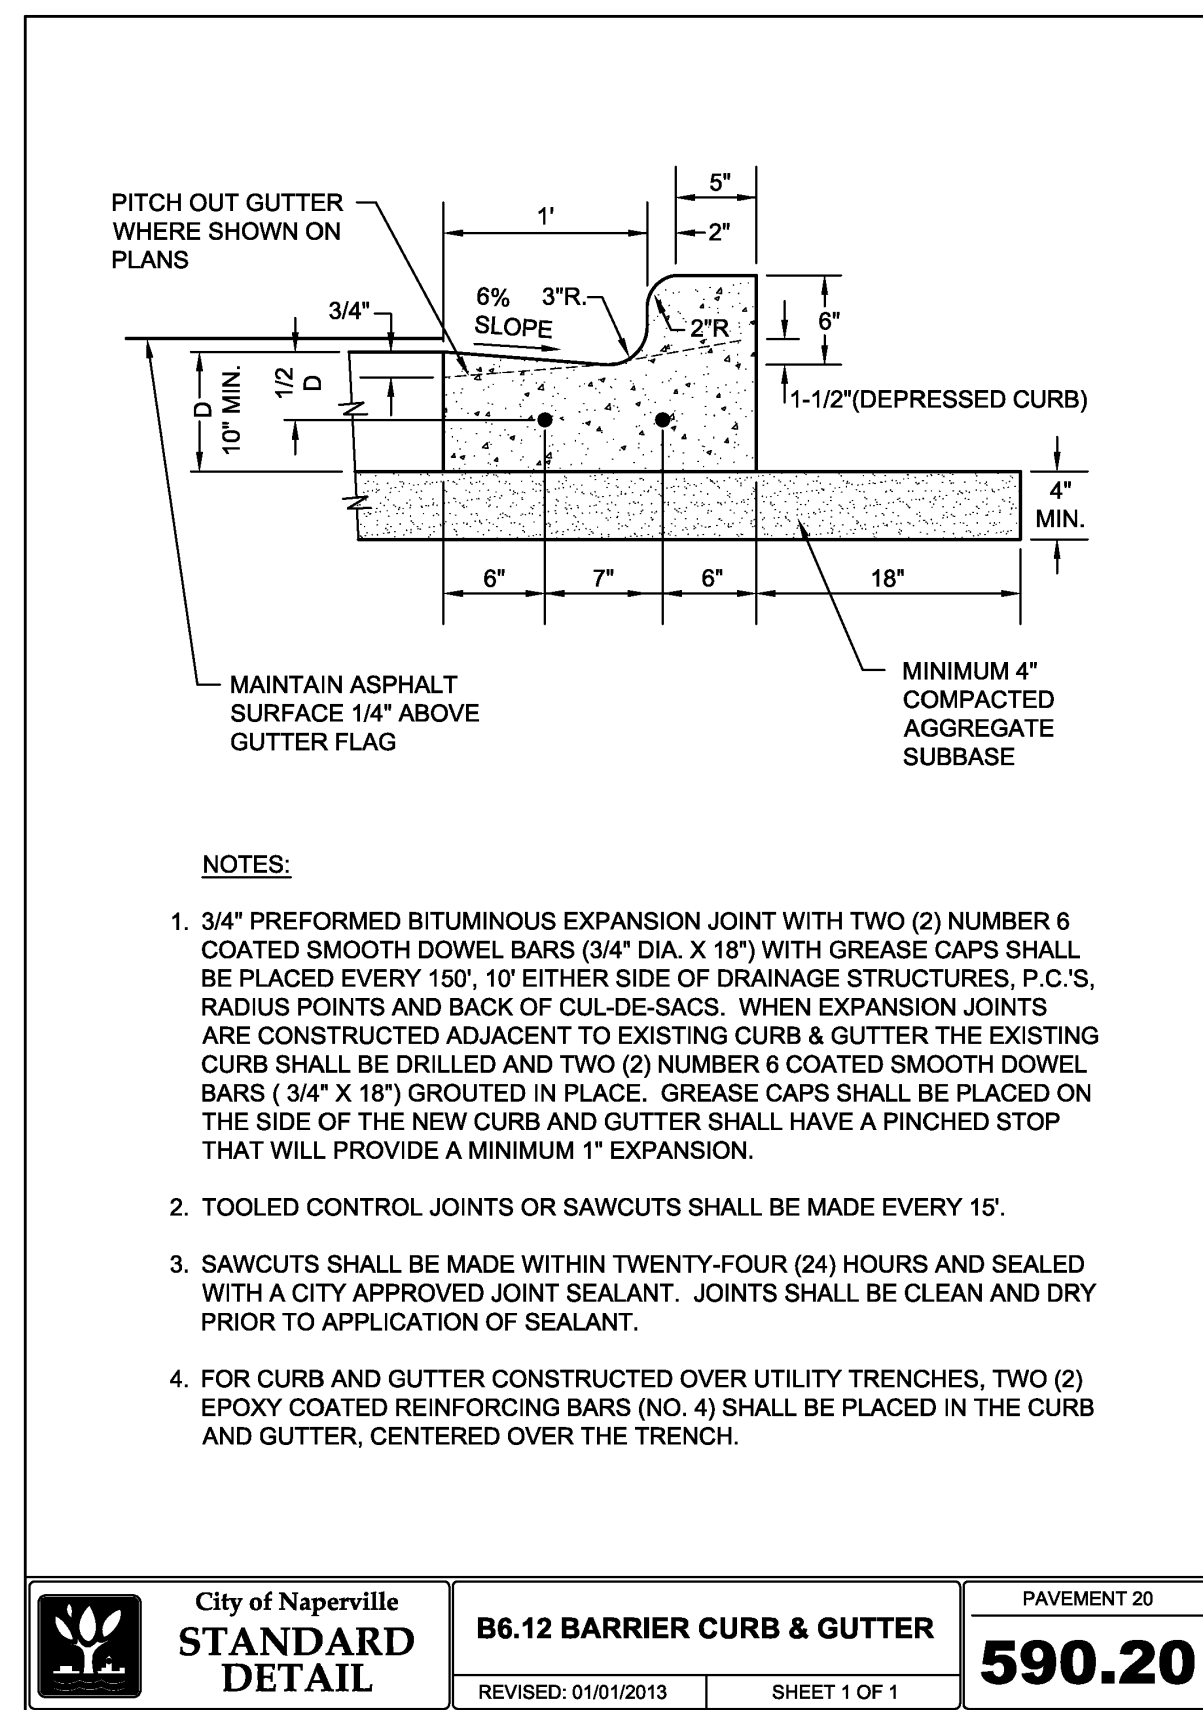 5"
PITCH OUT GUTTER
WHERE SHOWN ON
PLANS
1'
2"
3/4"
6%
SLOPE
3"R.
2"R
6"
1/2
D
D
10" MIN.
1-1/2"(DEPRESSED CURB)
4"
MIN.
6"
7"
6"
18"
MAINTAIN ASPHALT
SURFACE 1/4" ABOVE
GUTTER FLAG
MINIMUM 4"
COMPACTED
AGGREGATE
SUBBASE
NOTES:
1. 3/4" PREFORMED BITUMINOUS EXPANSION JOINT WITH TWO (2) NUMBER 6
COATED SMOOTH DOWEL BARS (3/4" DIA. X 18") WITH GREASE CAPS SHALL
BE PLACED EVERY 150', 10' EITHER SIDE OF DRAINAGE STRUCTURES, P.C.'S,
RADIUS POINTS AND BACK OF CUL-DE-SACS. WHEN EXPANSION JOINTS
ARE CONSTRUCTED ADJACENT TO EXISTING CURB & GUTTER THE EXISTING
CURB SHALL BE DRILLED AND TWO (2) NUMBER 6 COATED SMOOTH DOWEL
BARS ( 3/4" X 18") GROUTED IN PLACE. GREASE CAPS SHALL BE PLACED ON
THE SIDE OF THE NEW CURB AND GUTTER SHALL HAVE A PINCHED STOP
THAT WILL PROVIDE A MINIMUM 1" EXPANSION.
2. TOOLED CONTROL JOINTS OR SAWCUTS SHALL BE MADE EVERY 15'.
3. SAWCUTS SHALL BE MADE WITHIN TWENTY-FOUR (24) HOURS AND SEALED
WITH A CITY APPROVED JOINT SEALANT. JOINTS SHALL BE CLEAN AND DRY
PRIOR TO APPLICATION OF SEALANT.
4. FOR CURB AND GUTTER CONSTRUCTED OVER UTILITY TRENCHES, TWO (2)
EPOXY COATED REINFORCING BARS (NO. 4) SHALL BE PLACED IN THE CURB
AND GUTTER, CENTERED OVER THE TRENCH.
City of Naperville
STANDARD
DETAIL
B6.12 BARRIER CURB & GUTTER
REVISED: 01/01/2013
SHEET 1 OF 1
PAVEMENT 20
590.20